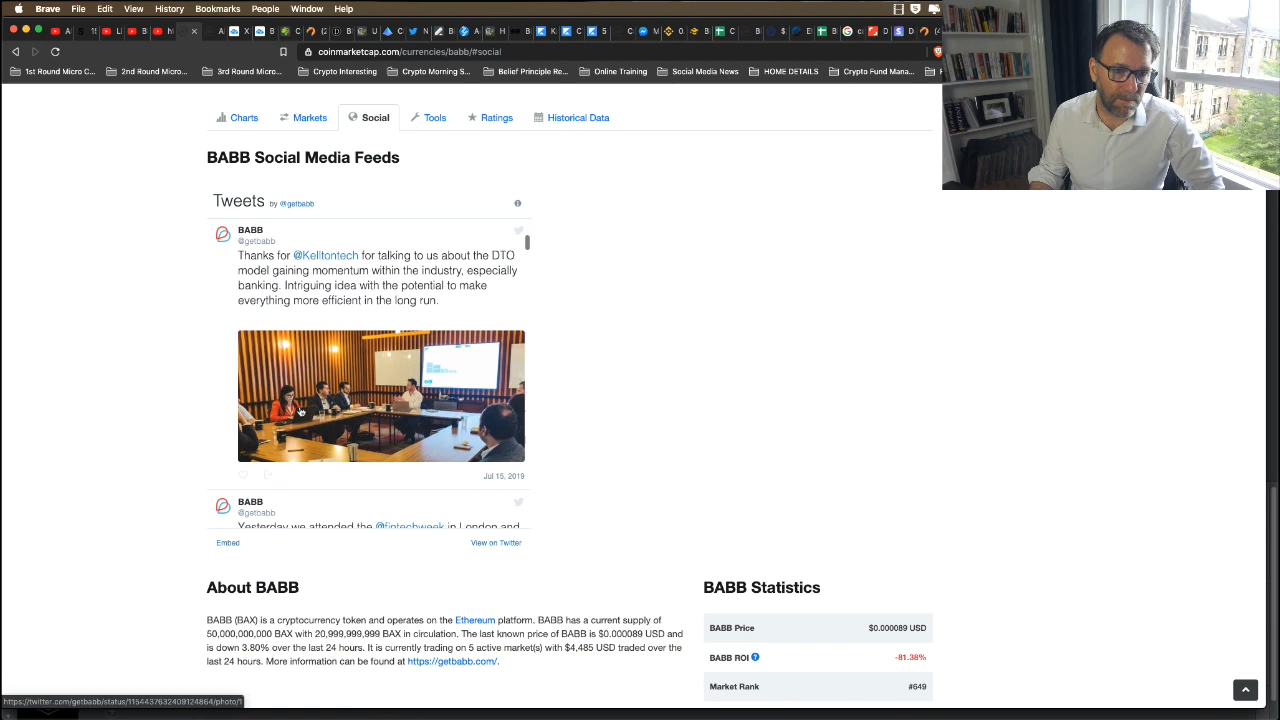 Brave Browser File Edit View History Bookmarks People Window Help
coinmarketcap.com/currencies/babb/#social
1st Round Micro C... 2nd Round Micro... 3rd Round Micro... Crypto Interesting Crypto Morning S... Belief Principle Re... Online Training Social Media News HOME DETAILS Crypto Fund Mana...
Charts Markets Social Tools Ratings Historical Data
BABB Social Media Feeds
Tweets by @getbabb
BABB
@getbabb
Thanks for @Kelltontech for talking to us about the DTO
model gaining momentum within the industry, especially
banking. Intriguing idea with the potential to make
everything more efficient in the long run.
Jul 15, 2019
BABB
@getbabb
Yesterday we attended the @fintechweek in London and
Embed View on Twitter
About BABB
BABB (BAX) is a cryptocurrency token and operates on the Ethereum platform. BABB has a current supply of
50,000,000,000 BAX with 20,999,999,999 BAX in circulation. The last known price of BABB is $0.000089 USD and
is down 3.80% over the last 24 hours. It is currently trading on 5 active market(s) with $4,485 USD traded over the
last 24 hours. More information can be found at https://getbabb.com/.
BABB Statistics
BABB Price $0.000089 USD
BABB ROI -81.38%
Market Rank #649
https://twitter.com/getbabb/status/1154437632409124864/photo/1